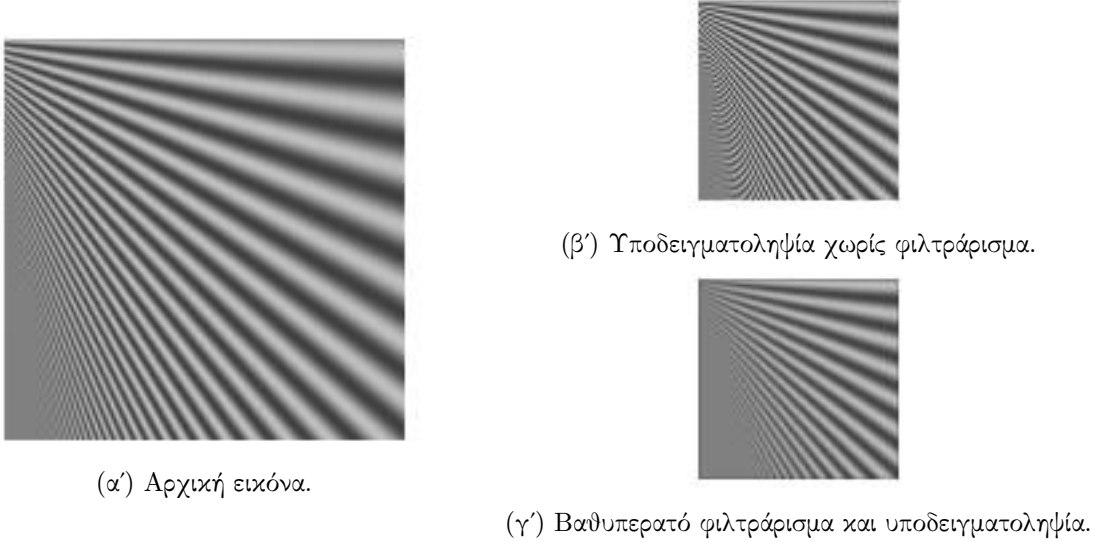 (α΄) Αρχική εικόνα.
(β΄) Υποδειγματοληψία χωρίς φιλτράρισμα.
(γ΄) Βαθυπερατό φιλτράρισμα και υποδειγματοληψία.